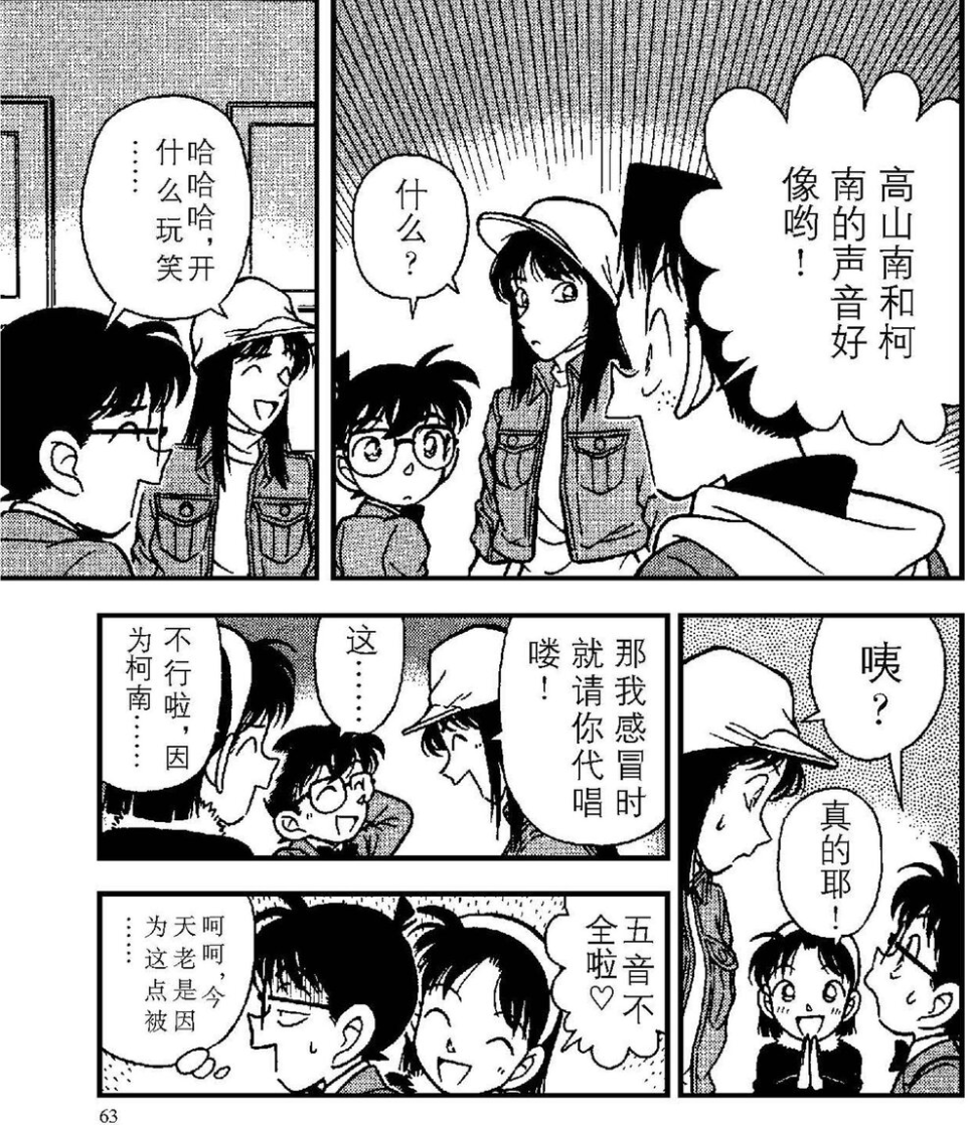 高山南和柯
南的声音好
像哟！
什么？
哈哈哈，开
什么玩笑
……
咦？
真的耶！
那我感冒时
就请你代唱
喽！
这……
不行啦，因
为柯南……
五音不
全啦♡
呵呵，今
天老是因
为这点被
……
63